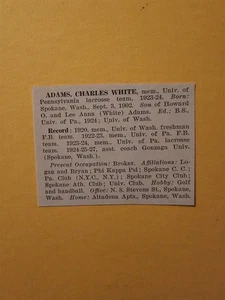 ADAMS, CHARLES WHITE, mem., Univ. of
Pennsylvania lacrosse team, 1923-24. Born:
Spokane, Wash., Sept. 3, 1902. Son of Howard
O. and Lees Anna (White) Adams. Ed.: B.S.,
Univ. of Pa., 1924; Univ. of Wash.
Record: 1920, mem., Univ. of Wash. freshman
F.B. team. 1922-23, mem., Univ. of Pa. F.B.
team. 1923-24, mem., Univ. of Pa. lacrosse
team. 1924-25-27, asst. coach Gonzaga Univ.
(Spokane, Wash.).
Present Occupation: Broker. Affiliations: Lo-
gan and Bryan; Phi Kappa Psi; Spokane C. C.;
Pa. Club (N.Y.C., N.Y.); Spokane City Club;
Spokane Ath. Club; Univ. Club. Hobby: Golf
and handball. Office: N. 8, Stevens St., Spokane,
Wash. Home: Altadena Apts., Spokane, Wash.